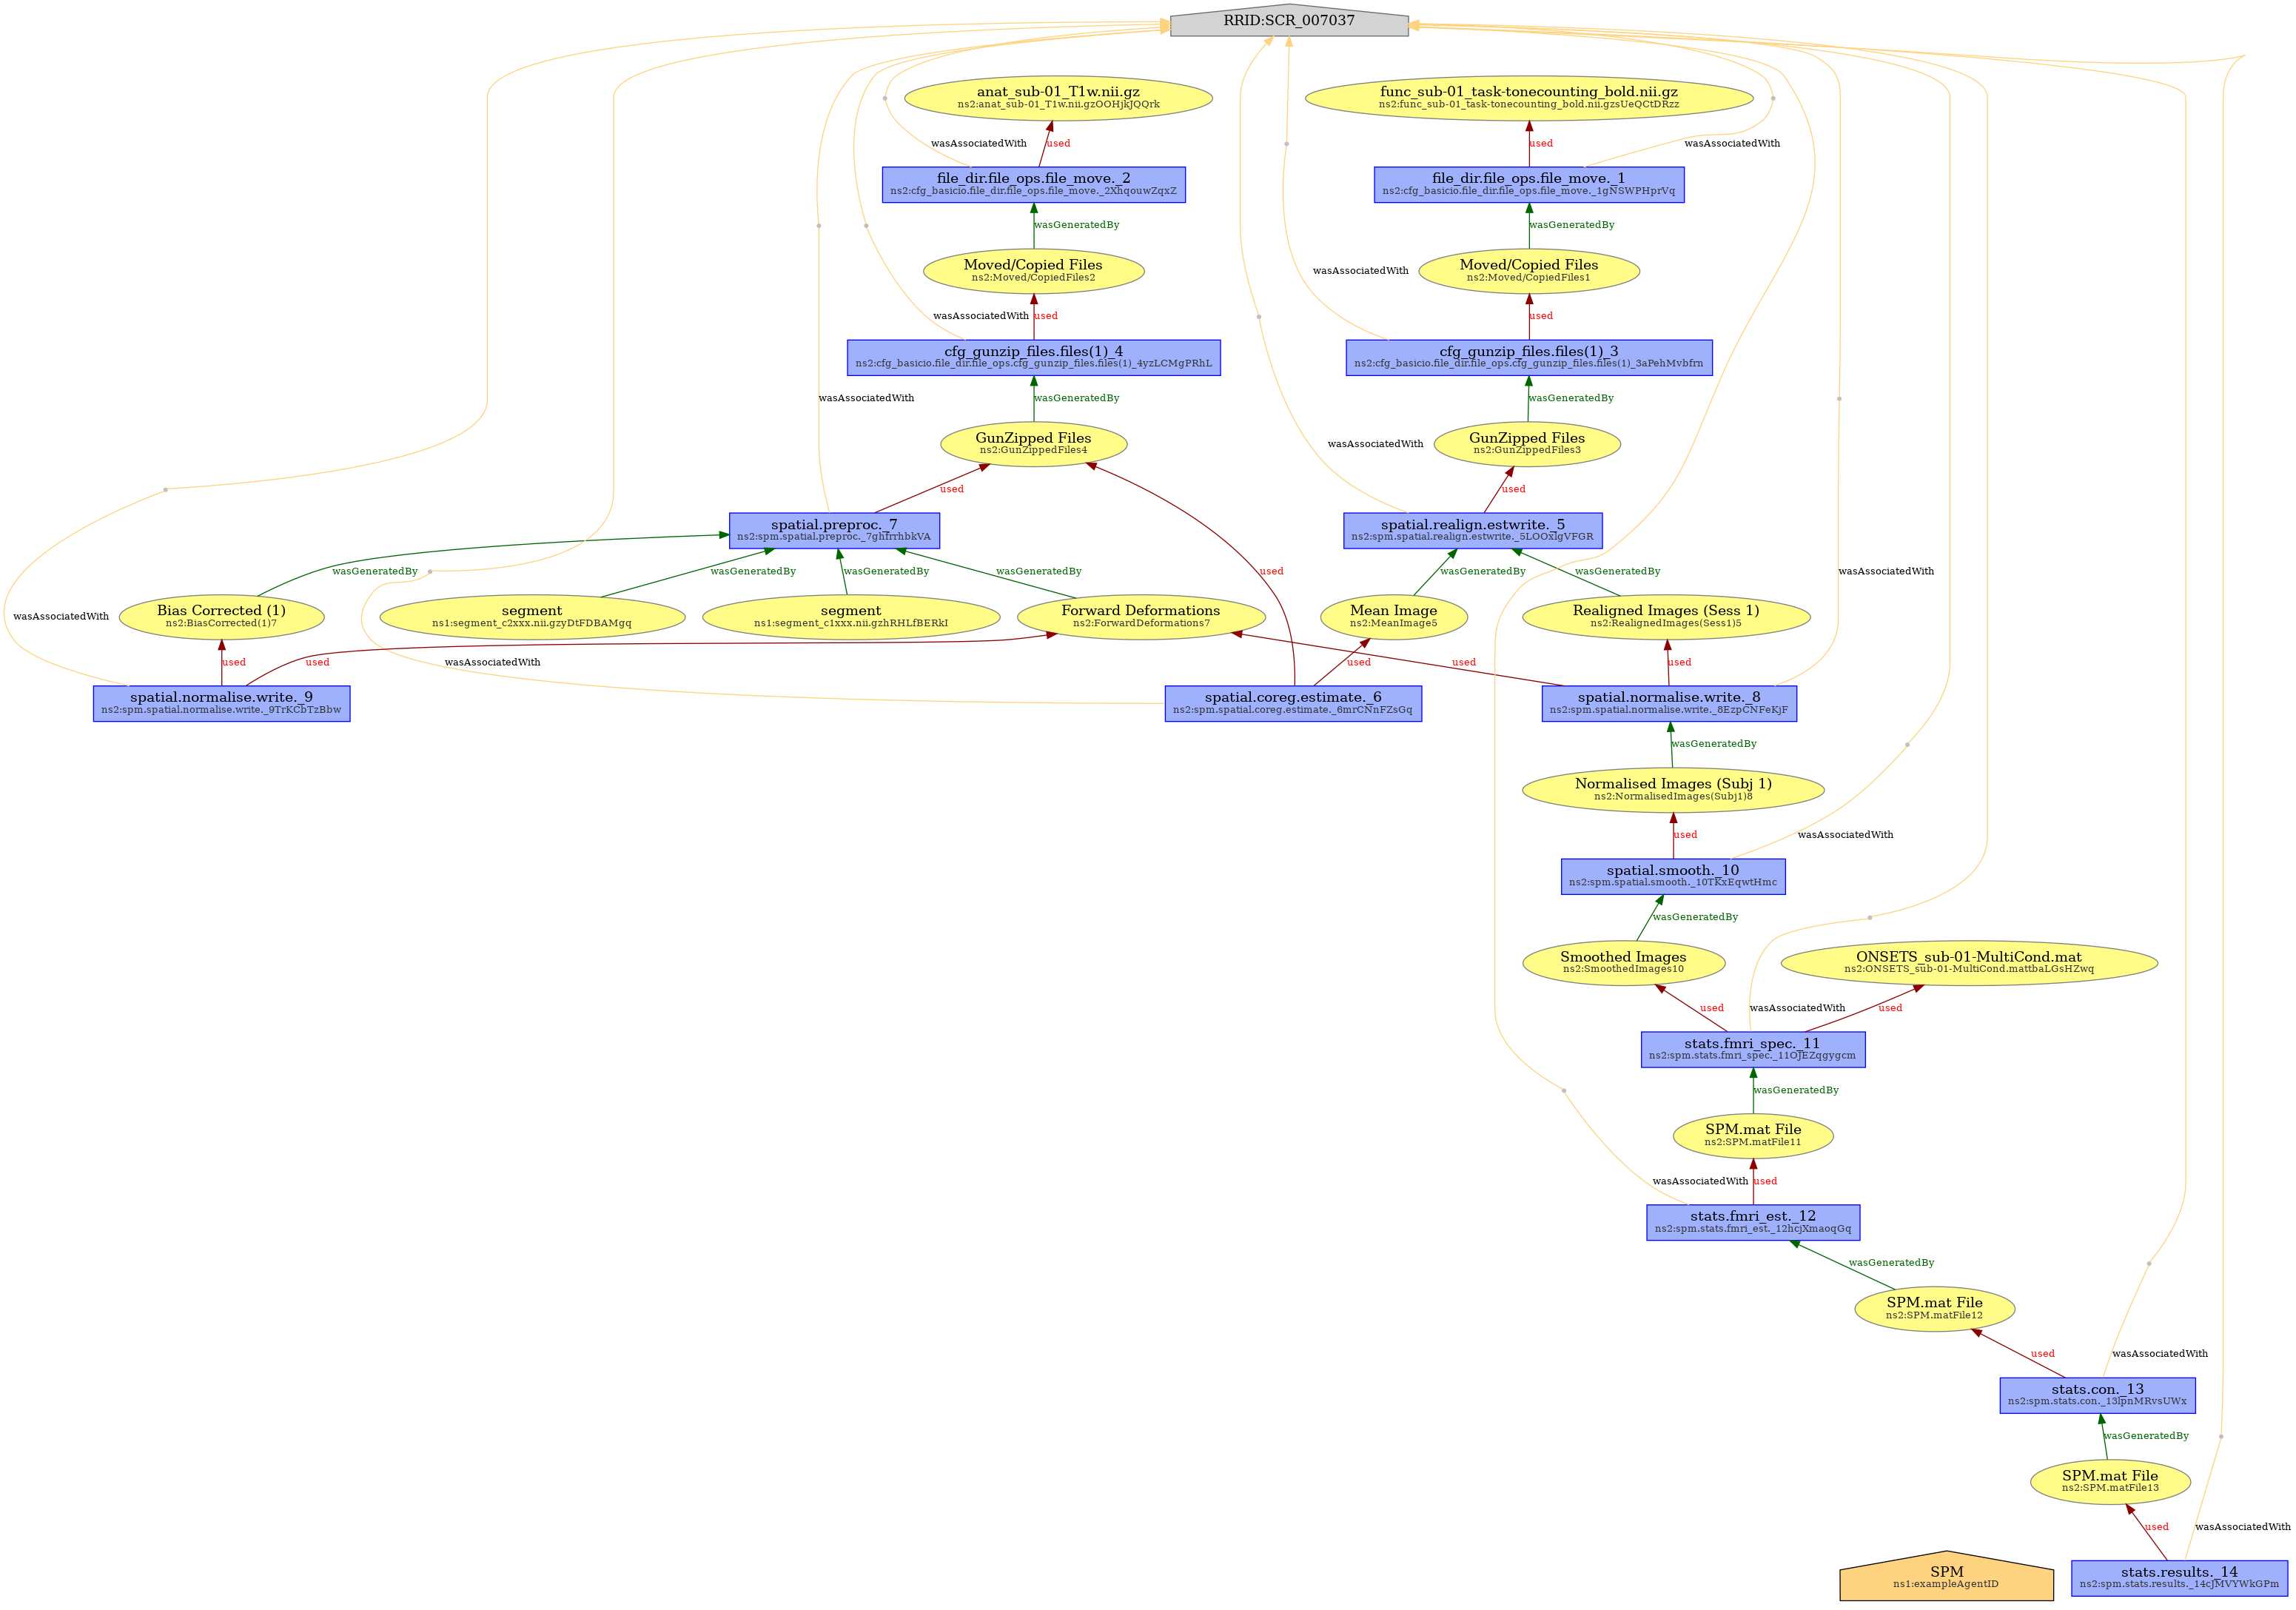 RRID:SCR_007037
anat_sub-01_T1w.nii.gz
ns2:anat_sub-01_T1w.nii.gzOOHjkJQQrk
func_sub-01_task-tonecounting_bold.nii.gz
ns2:func_sub-01_task-tonecounting_bold.nii.gzsUeQCtDRzz
wasAssociatedWith
used
used
wasAssociatedWith
file_dir.file_ops.file_move._2
ns2:cfg_basicio.file_dir.file_ops.file_move._2XhqouwZqxZ
file_dir.file_ops.file_move._1
ns2:cfg_basicio.file_dir.file_ops.file_move._1gNSWPHprVq
wasGeneratedBy
wasGeneratedBy
Moved/Copied Files
ns2:Moved/CopiedFiles2
wasAssociatedWith
Moved/Copied Files
ns2:Moved/CopiedFiles1
wasAssociatedWith
used
used
cfg_gunzip_files.files(1)_4
ns2:cfg_basicio.file_dir.file_ops.cfg_gunzip_files.files(1)_4yzLCMgPRhL
cfg_gunzip_files.files(1)_3
ns2:cfg_basicio.file_dir.file_ops.cfg_gunzip_files.files(1)_3aPehMvbfrn
wasAssociatedWith
wasGeneratedBy
wasGeneratedBy
GunZipped Files
ns2:GunZippedFiles4
wasAssociatedWith
GunZipped Files
ns2:GunZippedFiles3
used
used
spatial.preproc._7
ns2:spm.spatial.preproc._7ghfrrhbkVA
spatial.realign.estwrite._5
ns2:spm.spatial.realign.estwrite._5LOOxlgVFGR
wasGeneratedBy
wasGeneratedBy
wasGeneratedBy
wasGeneratedBy
used
wasGeneratedBy
wasGeneratedBy
wasAssociatedWith
wasAssociatedWith
Bias Corrected (1)
ns2:BiasCorrected(1)7
segment
ns1:segment_c2xxx.nii.gzyDtFDBAMgq
segment
ns1:segment_c1xxx.nii.gzhRHLfBERkI
Forward Deformations
ns2:ForwardDeformations7
Mean Image
ns2:MeanImage5
Realigned Images (Sess 1)
ns2:RealignedImages(Sess1)5
used
used
wasAssociatedWith
used
used
used
spatial.normalise.write._9
ns2:spm.spatial.normalise.write._9TrKCbTzBbw
spatial.coreg.estimate._6
ns2:spm.spatial.coreg.estimate._6mrCNnFZsGq
spatial.normalise.write._8
ns2:spm.spatial.normalise.write._8EzpCNFeKjF
wasGeneratedBy
Normalised Images (Subj 1)
ns2:NormalisedImages(Subj1)8
used
wasAssociatedWith
spatial.smooth._10
ns2:spm.spatial.smooth._10TKxEqwtHmc
wasGeneratedBy
Smoothed Images
ns2:SmoothedImages10
ONSETS_sub-01-MultiCond.mat
ns2:ONSETS_sub-01-MultiCond.mattbaLGsHZwq
used
wasAssociatedWith
used
stats.fmri_spec._11
ns2:spm.stats.fmri_spec._11OJEZqgygcm
wasGeneratedBy
SPM.mat File
ns2:SPM.matFile11
wasAssociatedWith
used
stats.fmri_est._12
ns2:spm.stats.fmri_est._12hcjXmaoqGq
wasGeneratedBy
SPM.mat File
ns2:SPM.matFile12
used
wasAssociatedWith
stats.con._13
ns2:spm.stats.con._13lpnMRvsUWx
wasGeneratedBy
SPM.mat File
ns2:SPM.matFile13
used
wasAssociatedWith
SPM
ns1:exampleAgentID
stats.results._14
ns2:spm.stats.results._14cJMVYWkGPm